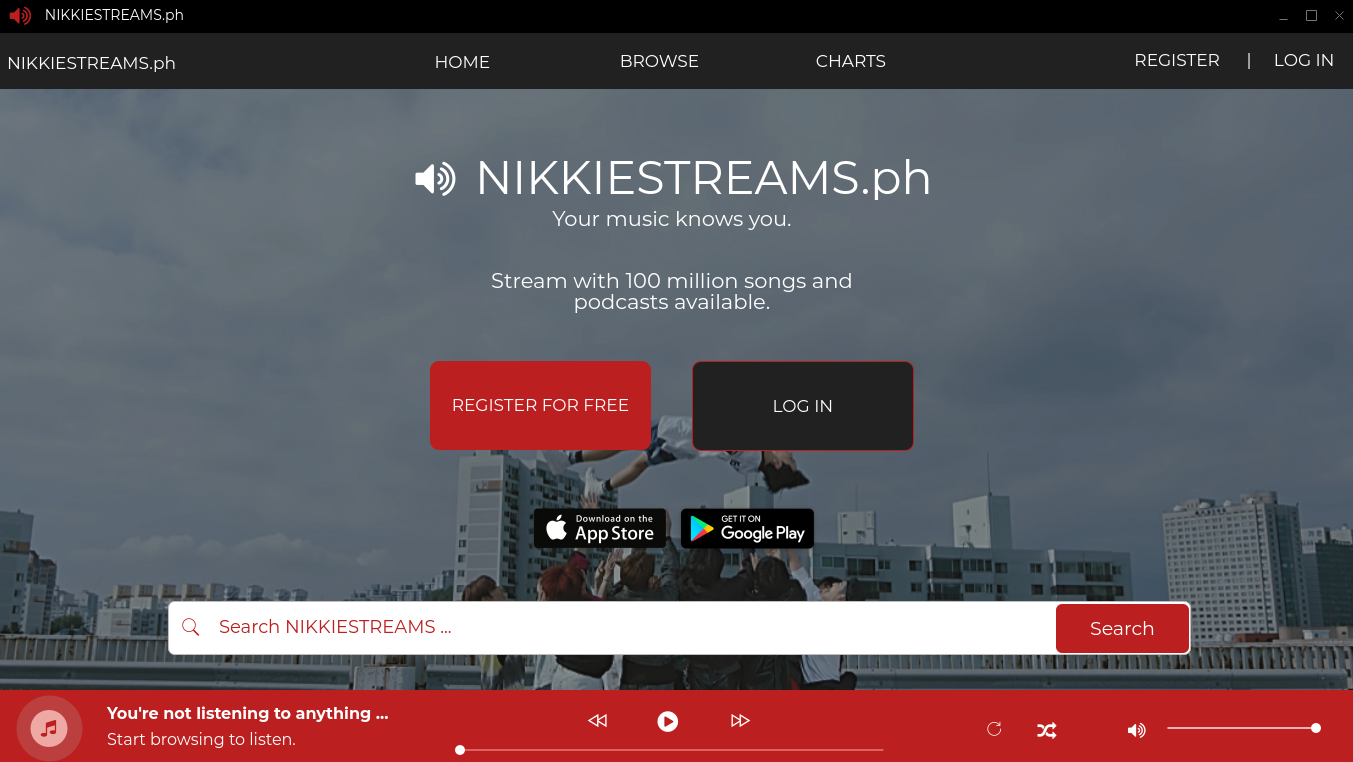 NIKKIESTREAMS.ph
NIKKIESTREAMS.ph
HOME
BROWSE
CHARTS
REGISTER | LOG IN
NIKKIESTREAMS.ph
Your music knows you.
Stream with 100 million songs and
podcasts available.
REGISTER FOR FREE
LOG IN
Download on the
App Store
GET IT ON
Google Play
Search NIKKIESTREAMS ...
Search
You're not listening to anything ...
Start browsing to listen.